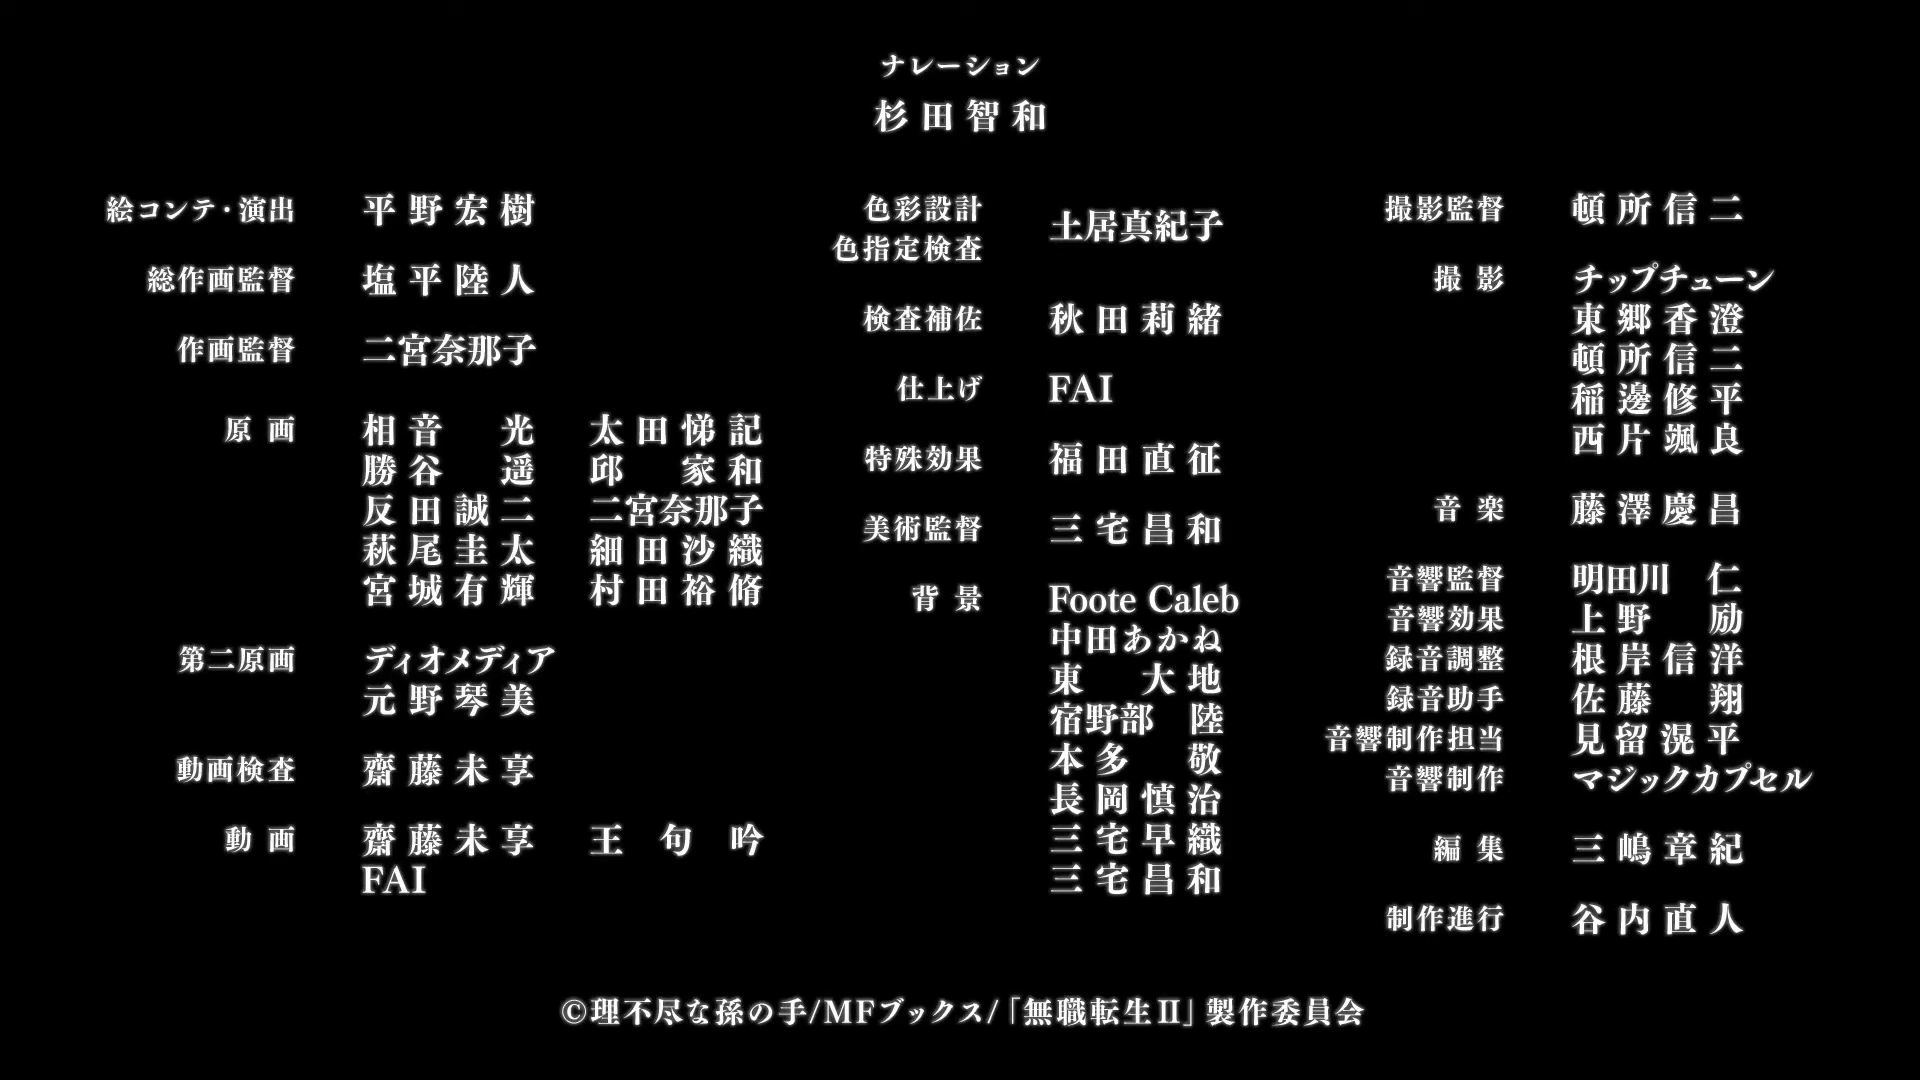 ナレーション
杉田智和
絵コンテ・演出 平野宏樹
総作画監督 塩平陸人
作画監督 二宮奈那子
原画 相音 光 太田悌記
勝谷 遥 邱 家和
反田誠二 二宮奈那子
萩尾圭太 細田沙織
宮城有輝 村田裕脩
第二原画 ディオメディア
元野琴美
動画検査 齋藤未享
動画 齋藤未享 王句吟
FAI
色彩設計
色指定検査
土居真紀子
検査補佐 秋田莉緒
仕上げ FAI
特殊効果 福田直征
美術監督 三宅昌和
背景 Foote Caleb
中田あかね
東 大地
宿野部 陸
本多 敬
長岡慎治
三宅早織
三宅昌和
撮影監督 頓所信二
撮影 チップチューン
東郷香澄
頓所信二
稲邊修平
西片颯良
音楽 藤澤慶昌
音響監督 明田川 仁
音響効果 上野 励
録音調整 根岸信洋
録音助手 佐藤 翔
音響制作担当 見留滉平
音響制作 マジックカプセル
編集 三嶋章紀
制作進行 谷内直人
©理不尽な孫の手/MFブックス/「無職転生Ⅱ」製作委員会